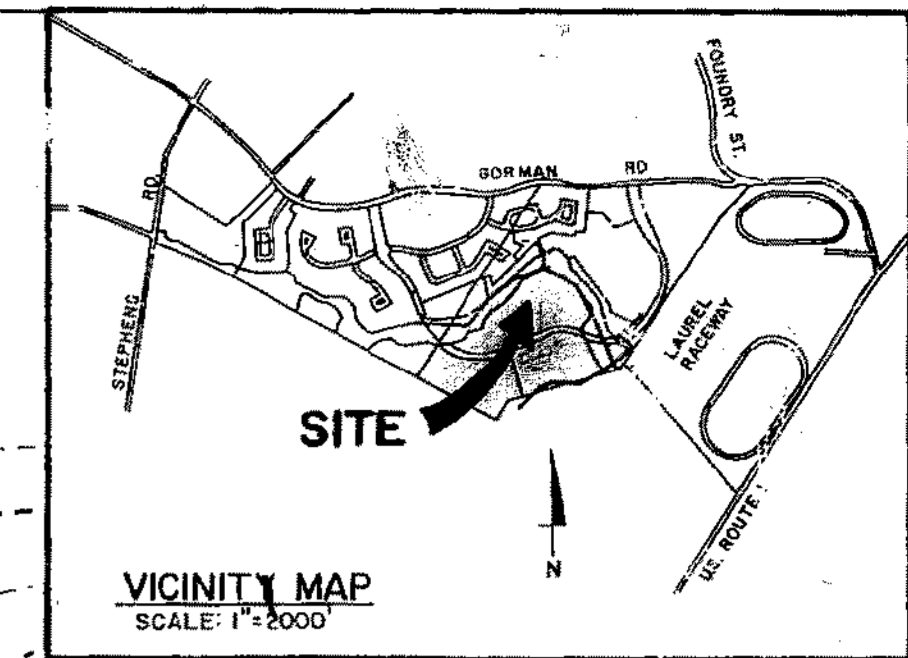 FOUNDRY ST.
GORMAN RD
STEPHENS RD
LAUREL
RACEWAY
SITE
U.S. ROUTE 1
N
VICINITY MAP
SCALE: 1"=2000'